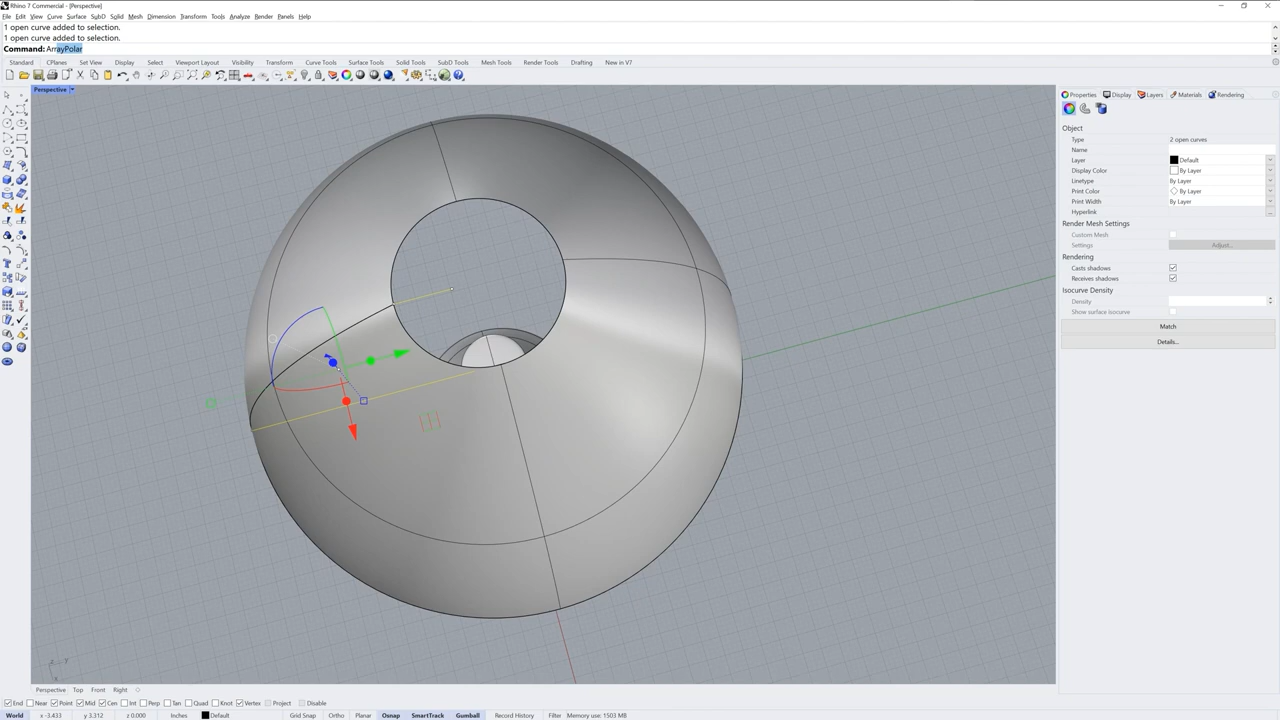 Rhino 7 Commercial - [Perspective]
File Edit View Curve Surface SubD Solid Mesh Dimension Transform Tools Analyze Render Panels Help
1 open curve added to selection.
1 open curve added to selection.
Command: ArrayPolar
Standard CPlanes Set View Display Select Viewport Layout Visibility Transform Curve Tools Surface Tools Solid Tools SubD Tools Mesh Tools Render Tools Drafting New in V7
Perspective
Properties Display Layers Materials Rendering
Object
Type 2 open curves
Name
Layer Default
Display Color By Layer
Linetype By Layer
Print Color By Layer
Print Width By Layer
Hyperlink ...
Render Mesh Settings
Custom Mesh
Settings Adjust...
Rendering
Casts shadows
Receives shadows
Isocurve Density
Density
Show surface isocurve
Match
Details...
z y
x
Perspective Top Front Right
End Near Point Mid Cen Int Perp Tan Quad Knot Vertex Project Disable
World x -3.433 y 3.312 z 0.000 Inches Default Grid Snap Ortho Planar Osnap SmartTrack Gumball Record History Filter Memory use: 1503 MB